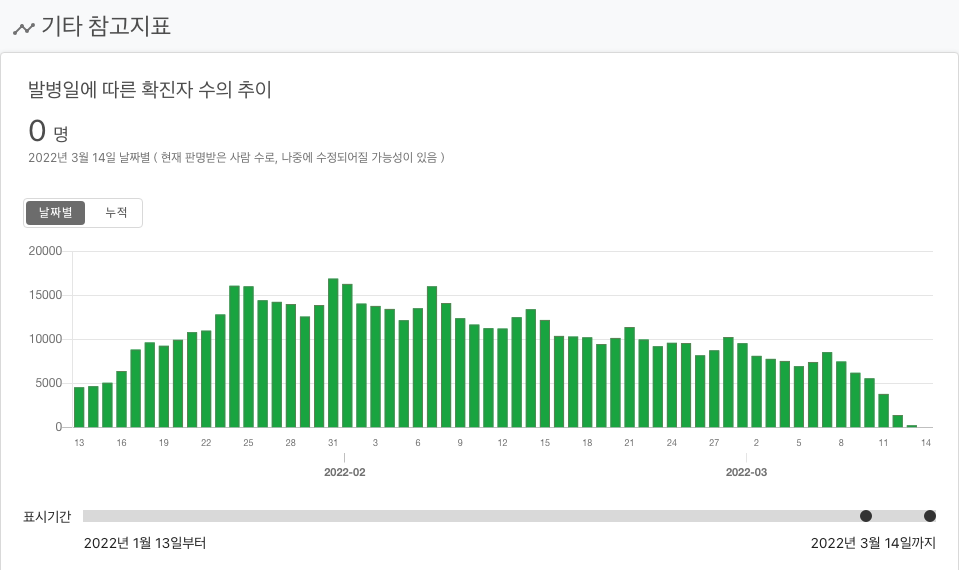 기타 참고지표
발병일에 따른 확진자 수의 추이
0 명
2022년 3월 14일 날짜별 ( 현재 판명받은 사람 수로, 나중에 수정되어질 가능성이 있음 )
날짜별 누적
20000
15000
10000
5000
0
13 16 19 22 25 28 31 3 6 9 12 15 18 21 24 27 2 5 8 11 14
2022-02 2022-03
표시기간
2022년 1월 13일부터 2022년 3월 14일까지